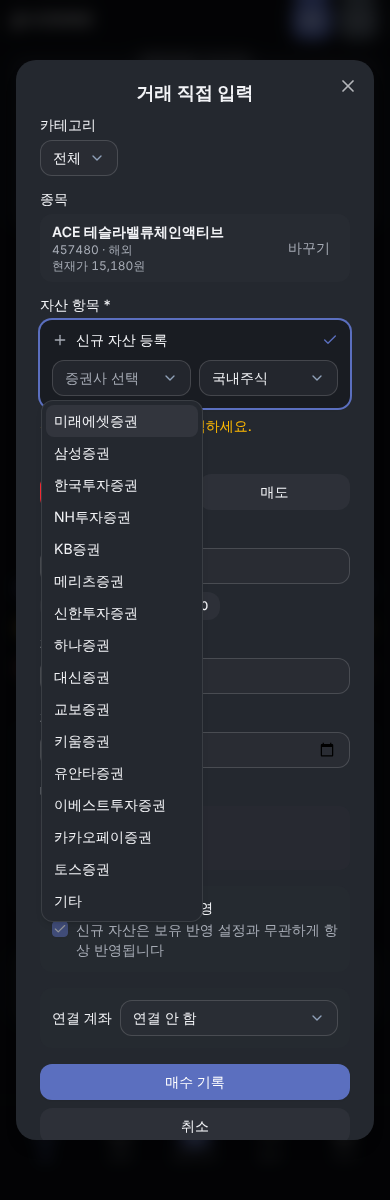 거래 직접 입력
카테고리
전체
종목
ACE 테슬라밸류체인액티브
457480 · 해외
현재가 15,180원
바꾸기
자산 항목 *
신규 자산 등록
증권사 선택
국내주식
하세요.
미래에셋증권
삼성증권
한국투자증권
매도
NH투자증권
KB증권
메리츠증권
신한투자증권
하나증권
대신증권
교보증권
키움증권
유안타증권
이베스트투자증권
카카오페이증권
토스증권
기타
영
신규 자산은 보유 반영 설정과 무관하게 항
상 반영됩니다
연결 계좌
연결 안 함
매수 기록
취소